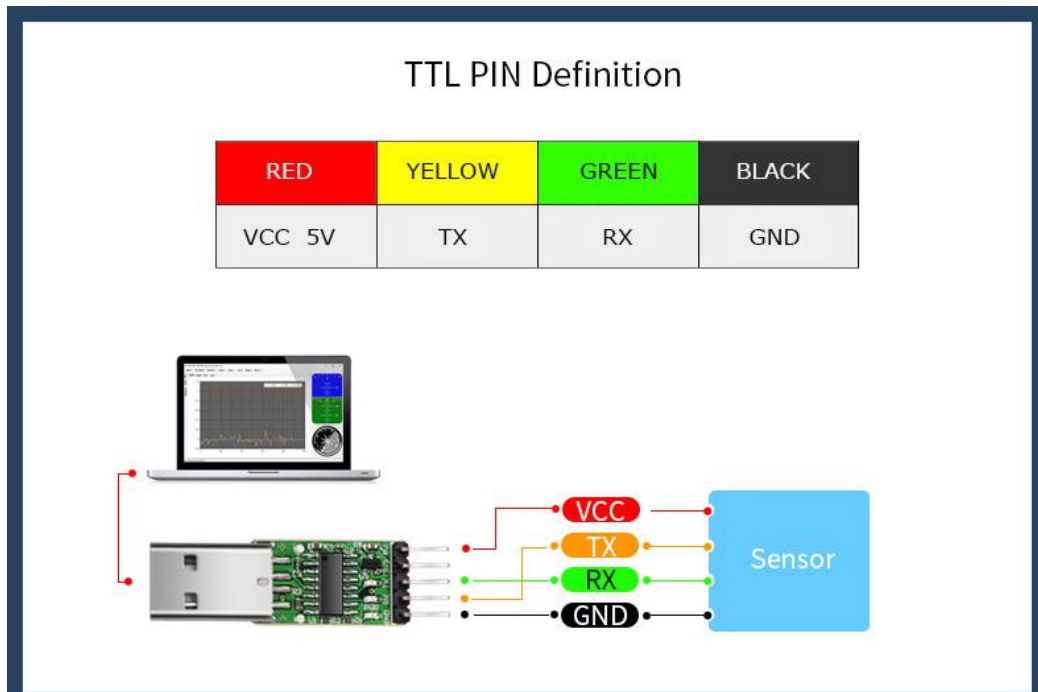 TTL PIN Definition
RED YELLOW GREEN BLACK
VCC 5V TX RX GND
VCC
TX
Sensor
RX
GND